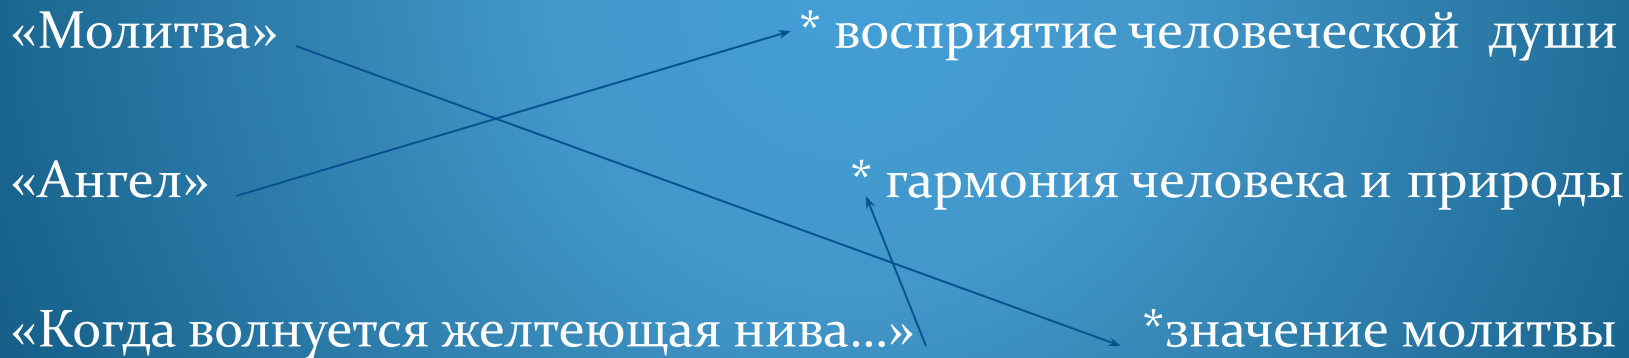 «Молитва» * восприятие человеческой души
«Ангел» * гармония человека и природы
«Когда волнуется желтеющая нива...» *значение молитвы